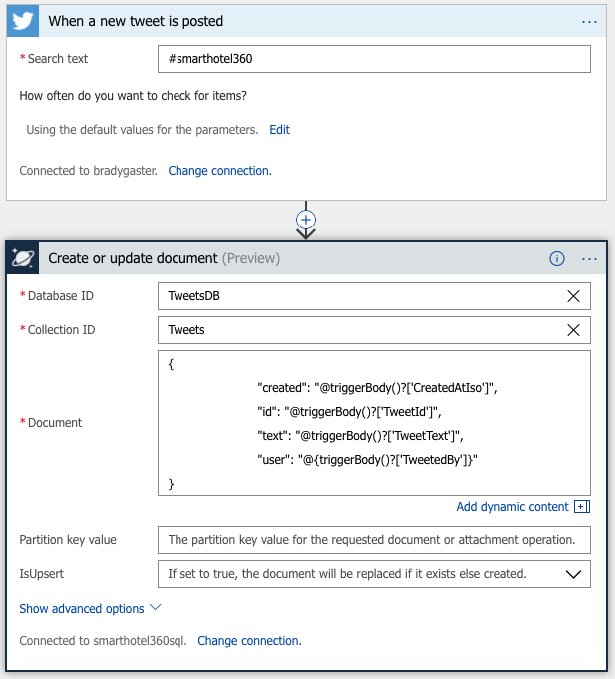 When a new tweet is posted
* Search text #smarthotel360
How often do you want to check for items?
Using the default values for the parameters. Edit
Connected to bradygaster. Change connection.
Create or update document (Preview)
* Database ID TweetsDB
* Collection ID Tweets
{
"created": "@triggerBody()?['CreatedAtIso']",
"id": "@triggerBody()?['TweetId']",
* Document
"text": "@triggerBody()?['TweetText']",
"user": "@{triggerBody()?['TweetedBy']}"
}
Add dynamic content
Partition key value The partition key value for the requested document or attachment operation.
IsUpsert If set to true, the document will be replaced if it exists else created.
Show advanced options
Connected to smarthotel360sql. Change connection.